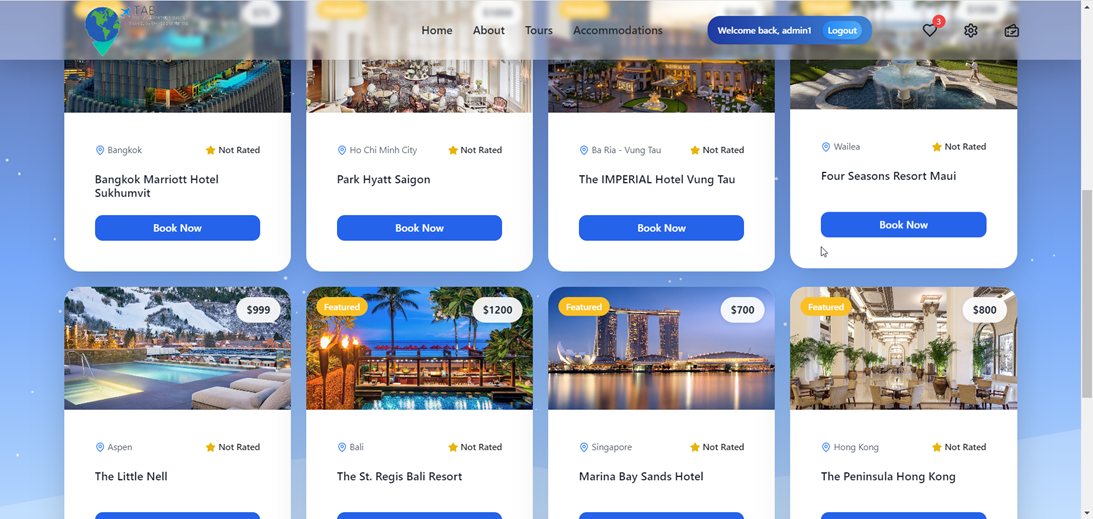 TAB
Home
About
Tours
Accommodations
Welcome back, admin1
Logout
3
Bangkok
Not Rated
Bangkok Marriott Hotel
Sukhumvit
Book Now
Ho Chi Minh City
Not Rated
Park Hyatt Saigon
Book Now
Ba Ria - Vung Tau
Not Rated
The IMPERIAL Hotel Vung Tau
Book Now
Wailea
Not Rated
Four Seasons Resort Maui
Book Now
$999
Aspen
Not Rated
The Little Nell
Featured
$1200
Bali
Not Rated
The St. Regis Bali Resort
Featured
$700
Singapore
Not Rated
Marina Bay Sands Hotel
Featured
$800
Hong Kong
Not Rated
The Peninsula Hong Kong